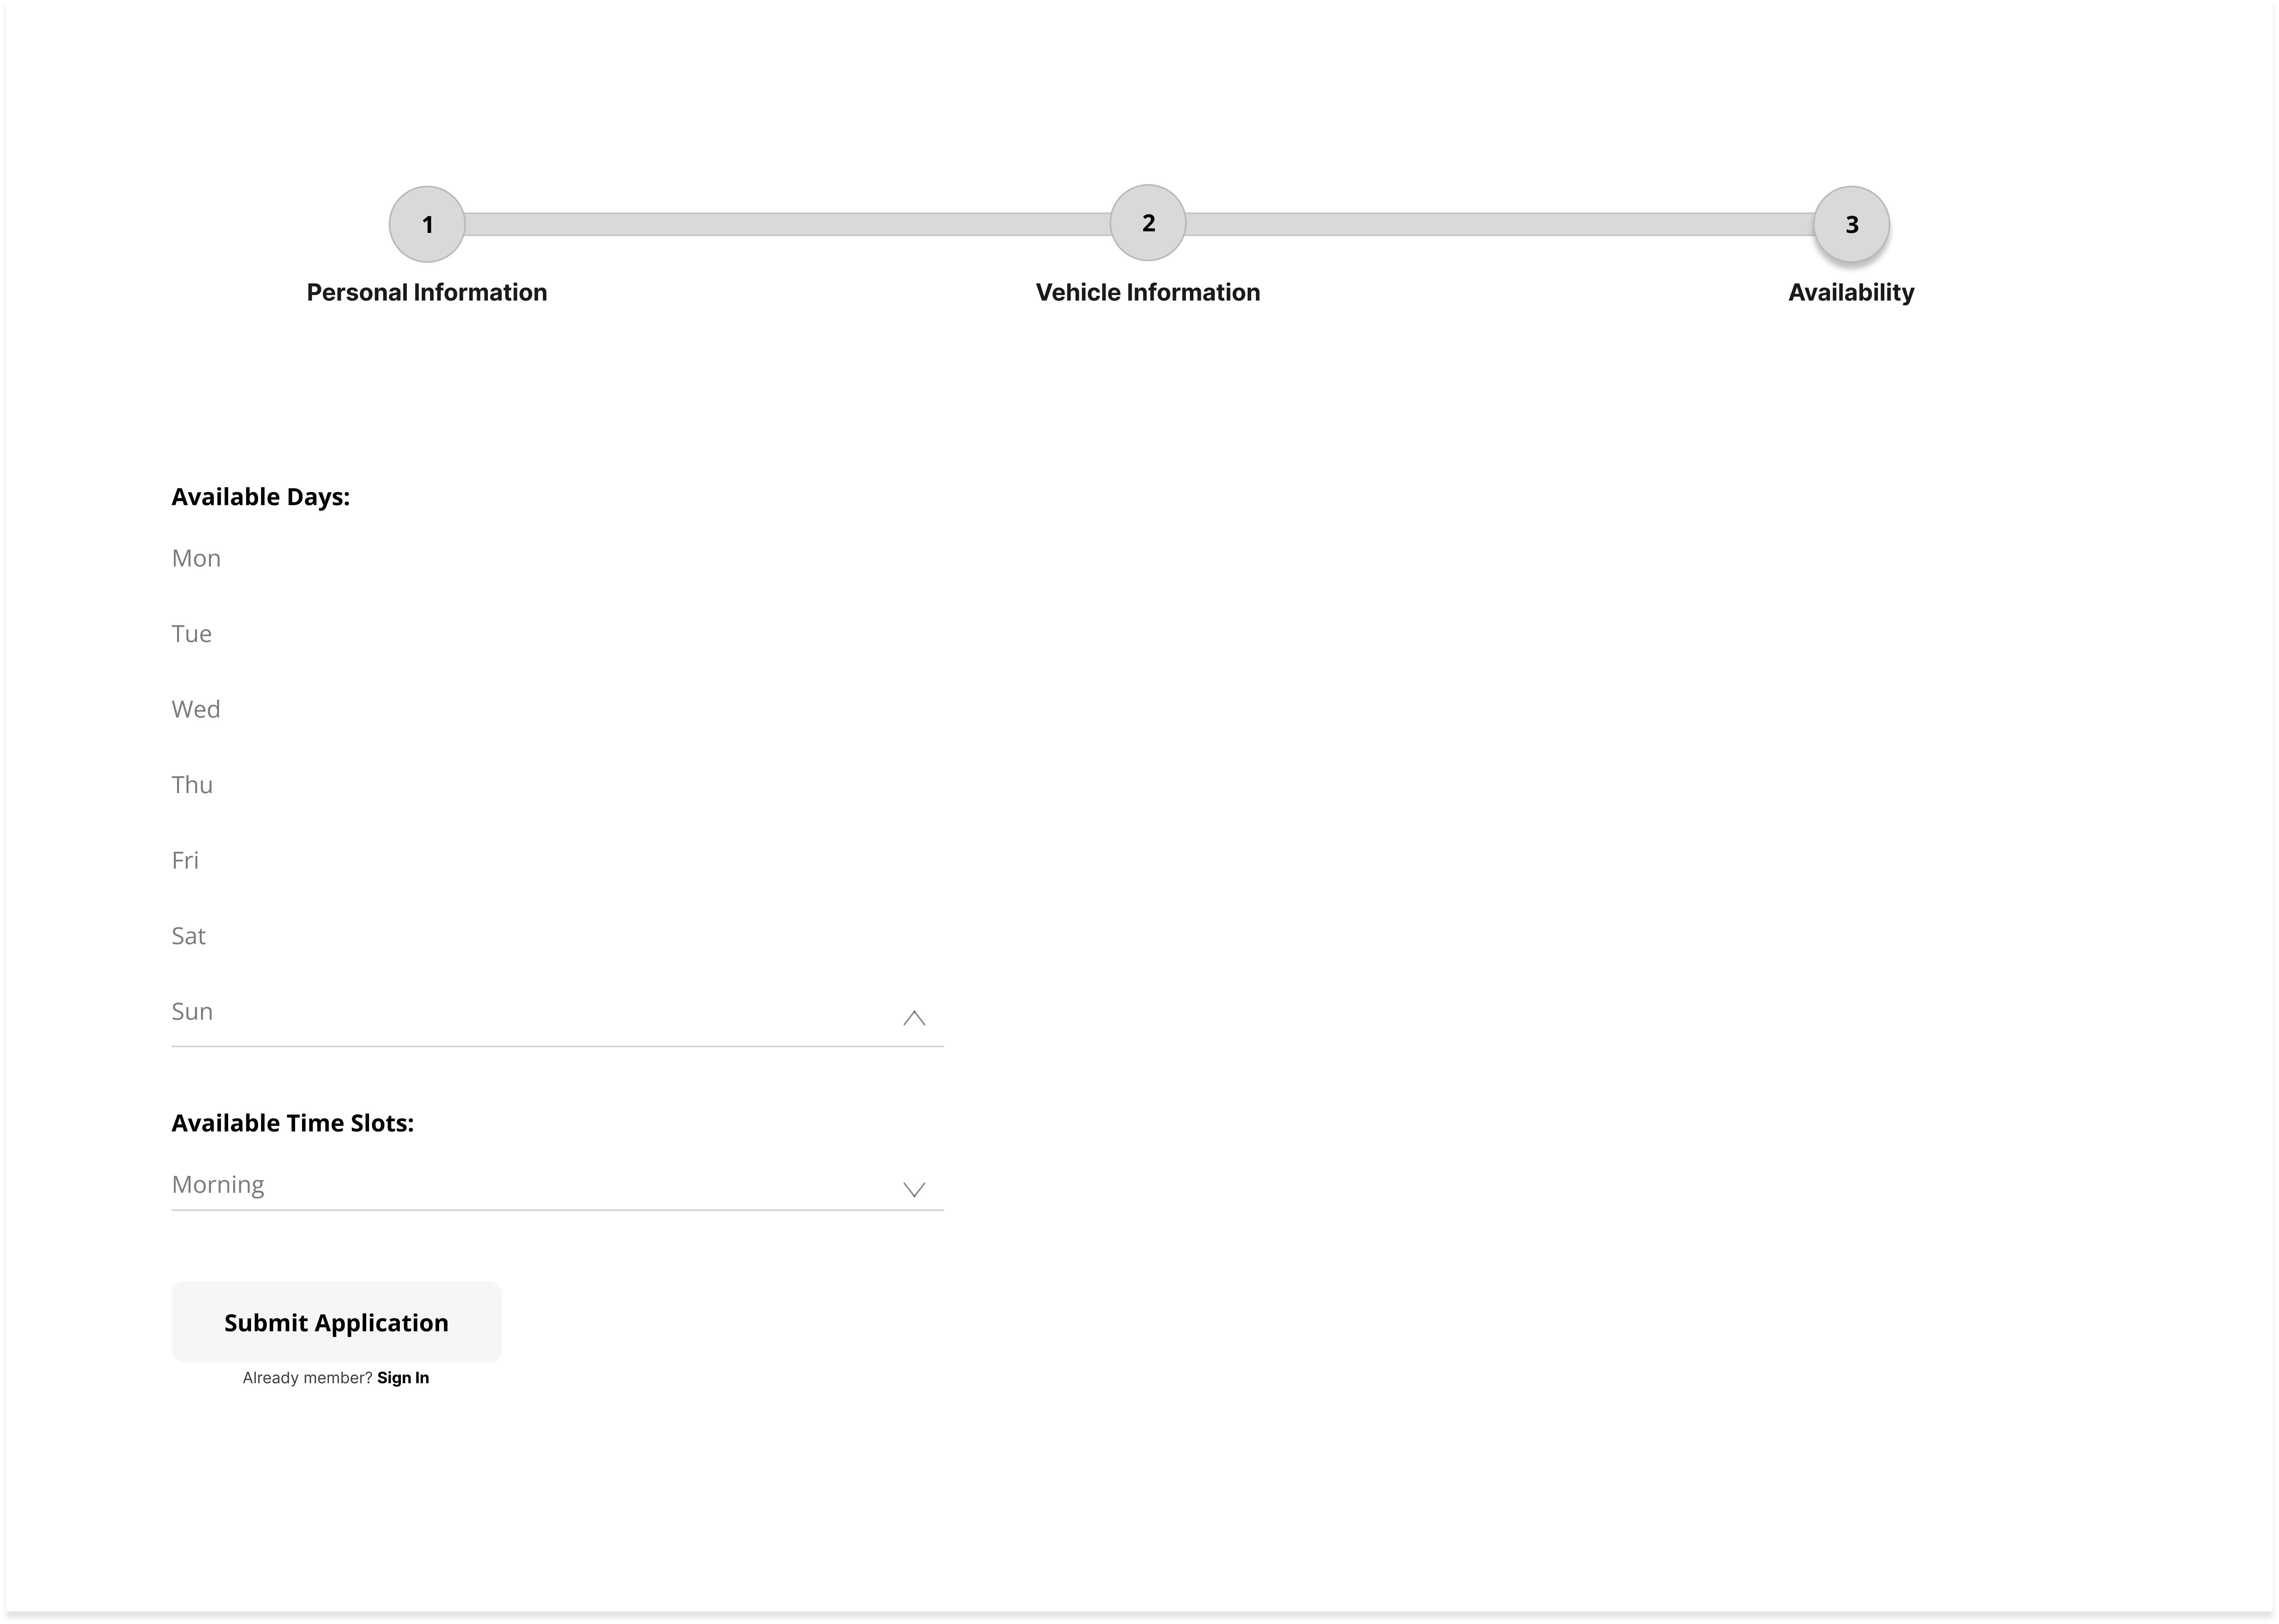 1
2
3
Personal Information
Vehicle Information
Availability
Available Days:
Mon
Tue
Wed
Thu
Fri
Sat
Sun
Available Time Slots:
Morning
Submit Application
Already member? Sign In